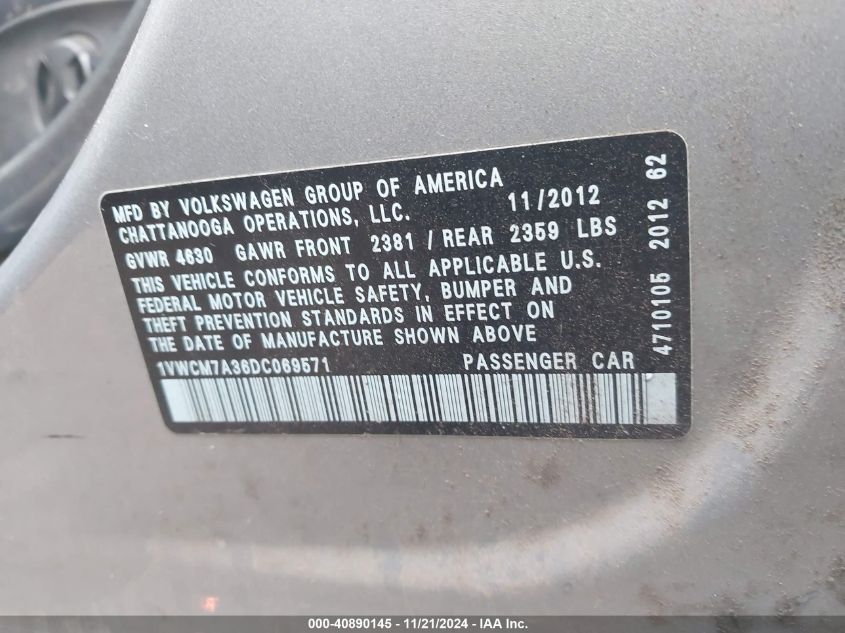 MFD BY VOLKSWAGEN GROUP OF AMERICA
CHATTANOOGA OPERATIONS, LLC. 11/2012
GVWR 4630 GAWR FRONT 2381 / REAR 2359 LBS
THIS VEHICLE CONFORMS TO ALL APPLICABLE U.S.
FEDERAL MOTOR VEHICLE SAFETY, BUMPER AND
THEFT PREVENTION STANDARDS IN EFFECT ON
THE DATE OF MANUFACTURE SHOWN ABOVE
1VWCM7A36DC069571 PASSENGER CAR
4710105 2012 62
000-40890145 - 11/21/2024 - IAA Inc.